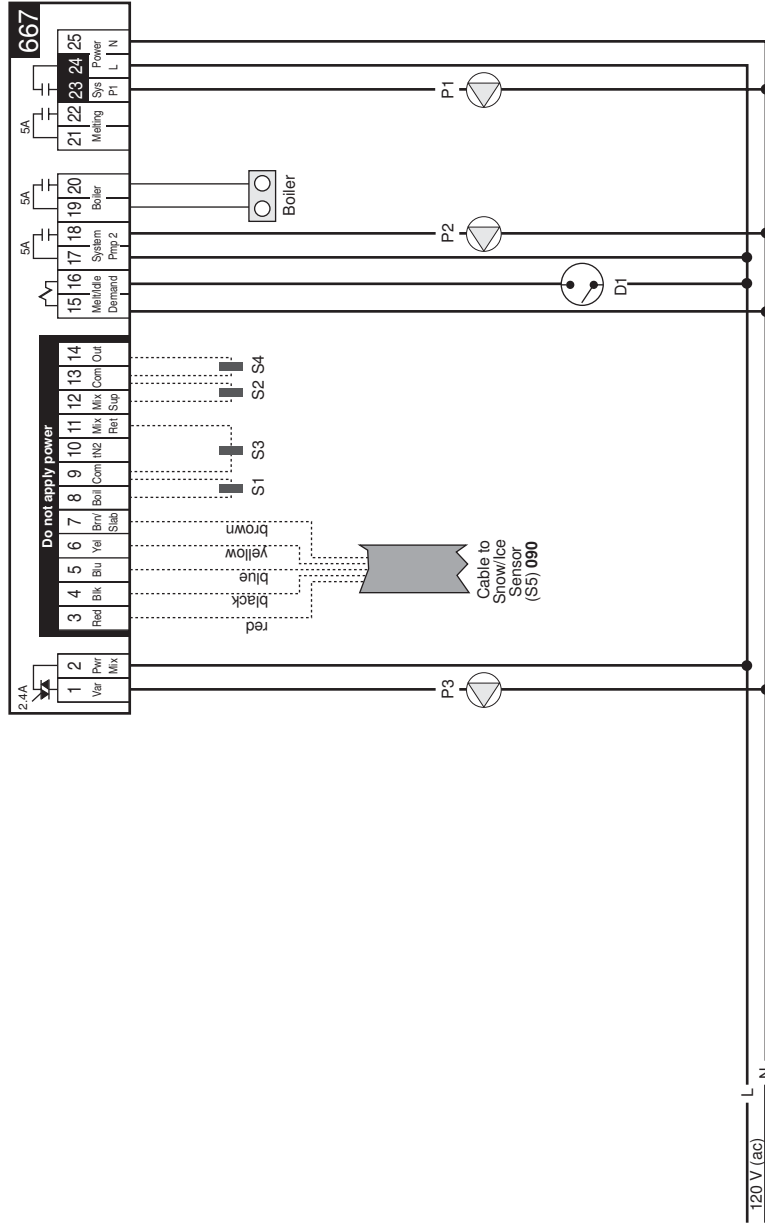 667
2.4A
5A
5A
5A
Do not apply power
1 2 3 4 5 6 7 8 9 10 11 12 13 14 15 16 17 18 19 20 21 22 23 24 25
Var Pwr Red Blk Blu Yel Brn/ Boil Com tN2 Mix Mix Com Out Melt/Idle System Boiler Melting Sys Power
Mix Slab Ret Sup Demand Pmp 2 P1 L N
red
black
blue
yellow
brown
S1
S3
S2
S4
Boiler
Cable to
Snow/Ice
Sensor
(S5) 090
P3
P2
P1
D1
120 V (ac)
L
N